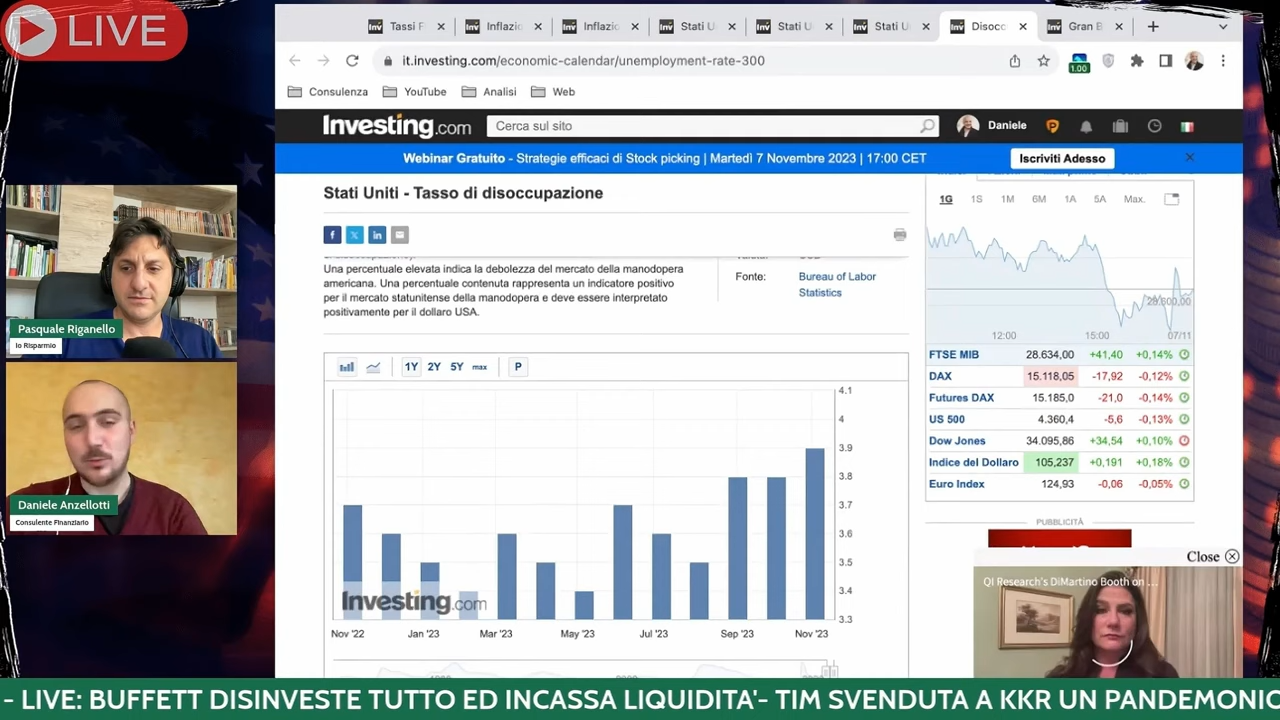 LIVE
Tassi F
Inflazio
Inflazio
Stati U
Stati U
Stati U
Disocc
Gran B
it.investing.com/economic-calendar/unemployment-rate-300
1.00
Consulenza
YouTube
Analisi
Web
Investing.com
Cerca sul sito
Daniele
Webinar Gratuito - Strategie efficaci di Stock picking | Martedì 7 Novembre 2023 | 17:00 CET
Iscriviti Adesso
Stati Uniti - Tasso di disoccupazione
Una percentuale elevata indica la debolezza del mercato della manodopera
americana. Una percentuale contenuta rappresenta un indicatore positivo
per il mercato statunitense della manodopera e deve essere interpretato
positivamente per il dollaro USA.
Fonte:
Bureau of Labor
Statistics
1Y 2Y 5Y max
P
4.1
4
3.9
3.8
3.7
3.6
3.5
3.4
3.3
Investing.com
Nov '22
Jan '23
Mar '23
May '23
Jul '23
Sep '23
Nov '23
1G 1S 1M 6M 1A 5A Max.
28.600,00
12:00
15:00
07/11
FTSE MIB 28.634,00 +41,40 +0,14%
DAX 15.118,05 -17,92 -0,12%
Futures DAX 15.185,0 -21,0 -0,14%
US 500 4.360,4 -5,6 -0,13%
Dow Jones 34.095,86 +34,54 +0,10%
Indice del Dollaro 105,237 +0,191 +0,18%
Euro Index 124,93 -0,06 -0,05%
PUBBLICITÀ
Close
QI Research's DiMartino Booth on ...
Pasquale Riganello
Io Risparmio
Daniele Anzellotti
Consulente Finanziario
- LIVE: BUFFETT DISINVESTE TUTTO ED INCASSA LIQUIDITA'- TIM SVENDUTA A KKR UN PANDEMONIO